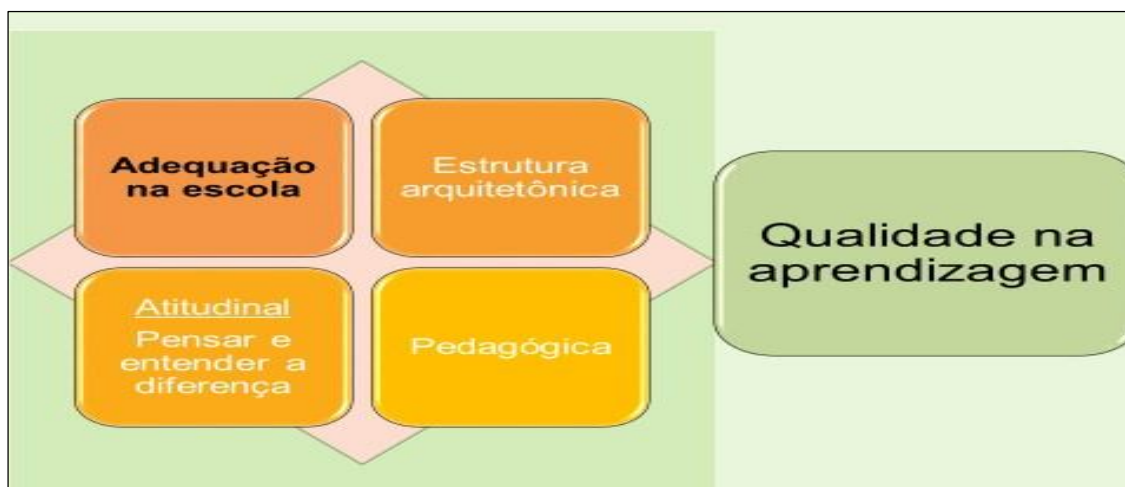 Adequação
na escola
Estrutura
arquitetônica
Atitudinal
Pensar e
entender a
diferença
Pedagógica
Qualidade na
aprendizagem